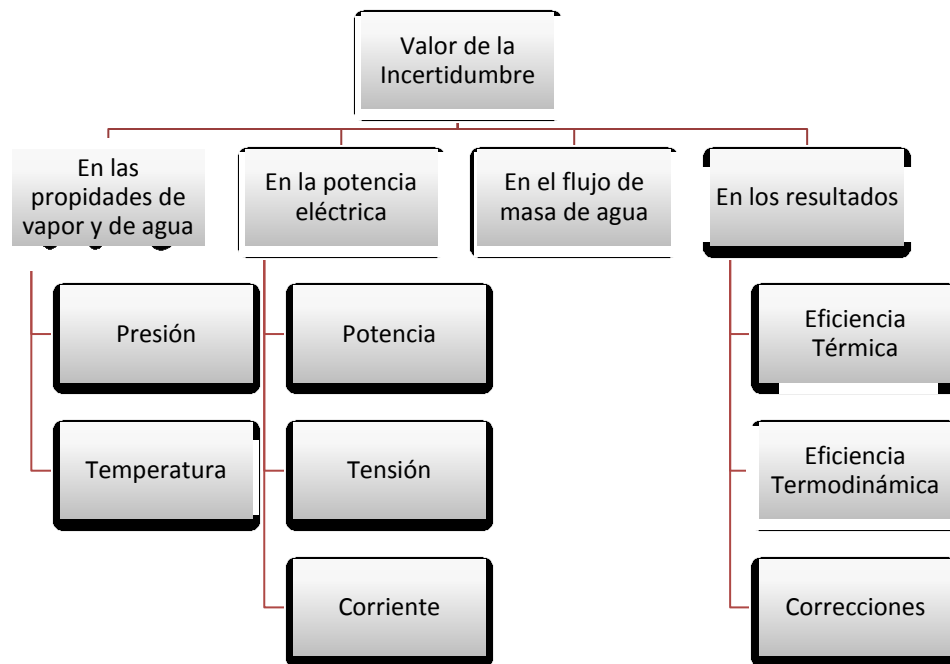 Valor de la
Incertidumbre
En las
propidades de
vapor y de agua
En la potencia
eléctrica
En el flujo de
masa de agua
En los resultados
Presión
Potencia
Eficiencia
Térmica
Temperatura
Tensión
Eficiencia
Termodinámica
Corriente
Correcciones